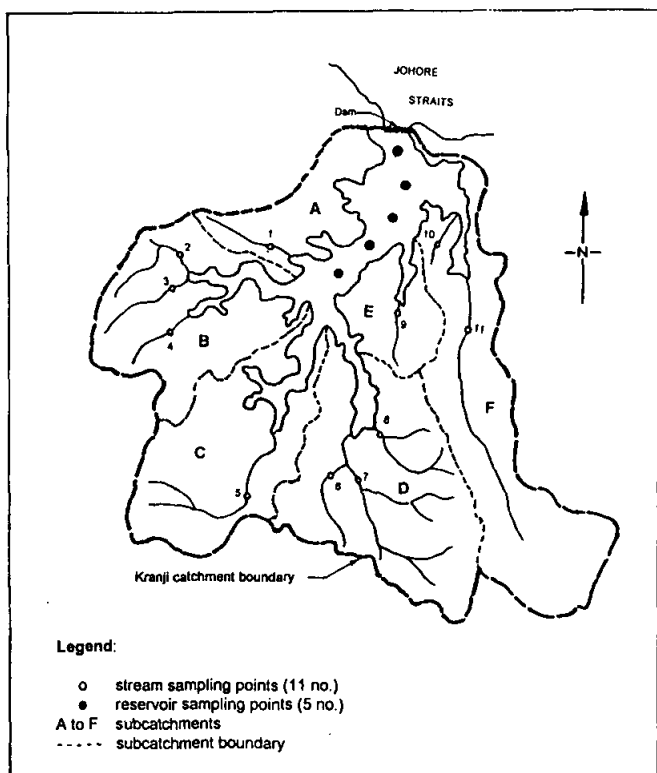 JOHORE
STRAITS
Dam
A
1
2
10
3
E
9
11
4
B
F
8
C
6
7
D
5
Kranji catchment boundary
-N-
Legend:
stream sampling points (11 no.)
reservoir sampling points (5 no.)
A to F subcatchments
subcatchment boundary